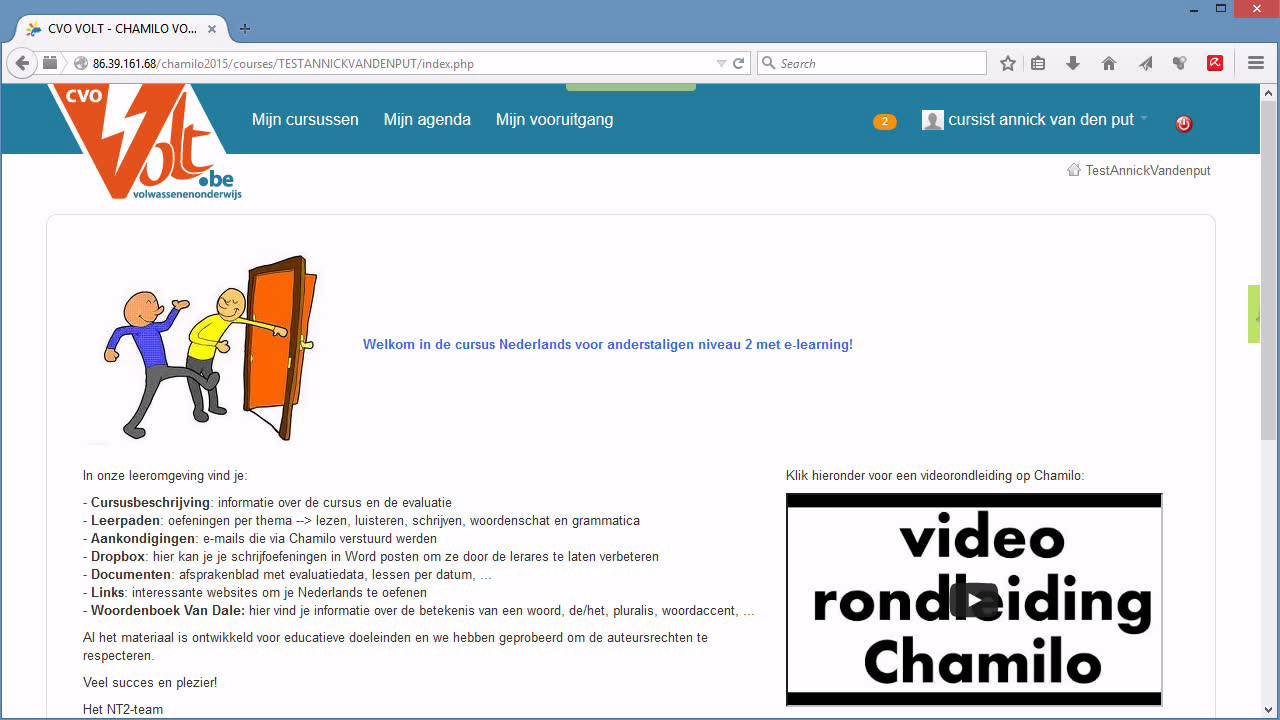 CVO VOLT - CHAMILO VO...
86.39.161.68/chamilo2015/courses/TESTANNICKVANDENPUT/index.php
Search
CVO
Volt
.be
volwassenenonderwijs
Mijn cursussen
Mijn agenda
Mijn vooruitgang
2
cursist annick van den put
TestAnnickVandenput
Welkom in de cursus Nederlands voor anderstaligen niveau 2 met e-learning!
In onze leeromgeving vind je:
- Cursusbeschrijving: informatie over de cursus en de evaluatie
- Leerpaden: oefeningen per thema --> lezen, luisteren, schrijven, woordenschat en grammatica
- Aankondigingen: e-mails die via Chamilo verstuurd werden
- Dropbox: hier kan je je schrijfoefeningen in Word posten om ze door de lerares te laten verbeteren
- Documenten: afsprakenblad met evaluatiedata, lessen per datum, ...
- Links: interessante websites om je Nederlands te oefenen
- Woordenboek Van Dale: hier vind je informatie over de betekenis van een woord, de/het, pluralis, woordaccent, ...
Al het materiaal is ontwikkeld voor educatieve doeleinden en we hebben geprobeerd om de auteursrechten te
respecteren.
Veel succes en plezier!
Het NT2-team
Klik hieronder voor een videorondleiding op Chamilo:
video
rondleiding
Chamilo